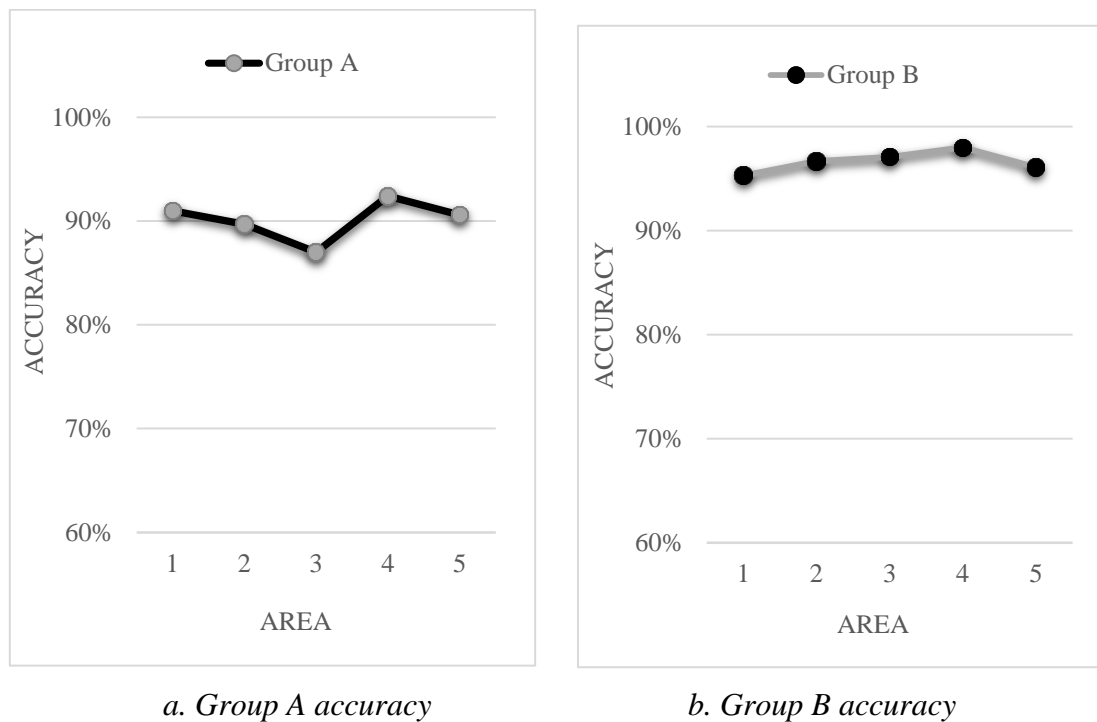 Group A
100%
90%
80%
70%
60%
ACCURACY
1 2 3 4 5
AREA
a. Group A accuracy
Group B
100%
90%
80%
70%
60%
ACCURACY
1 2 3 4 5
AREA
b. Group B accuracy